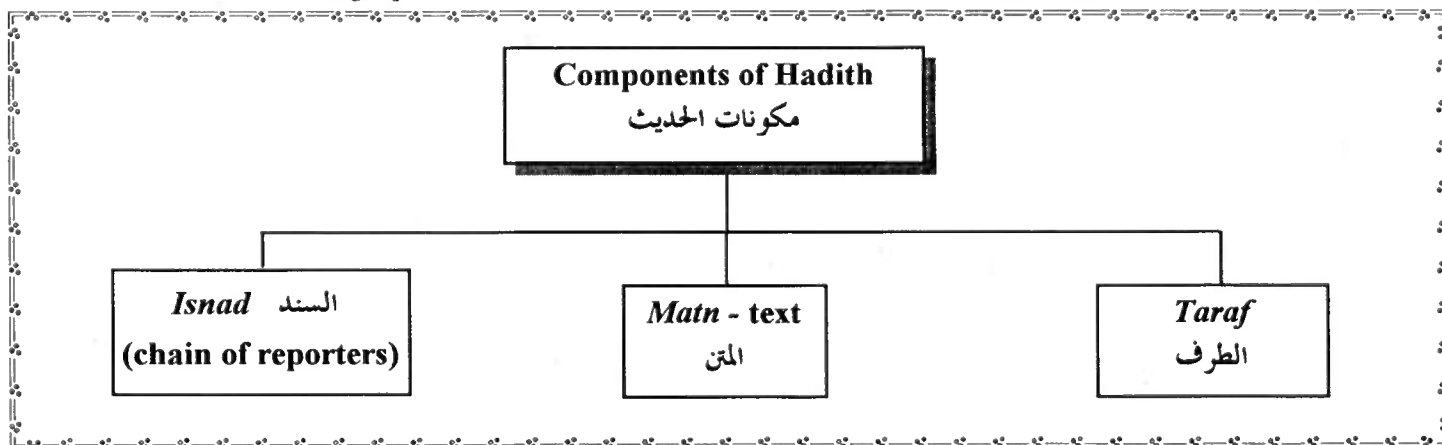 Components of Hadith
مكونات الحديث
Isnad السند
(chain of reporters)
Matn - text
المتن
Taraf
الطرف